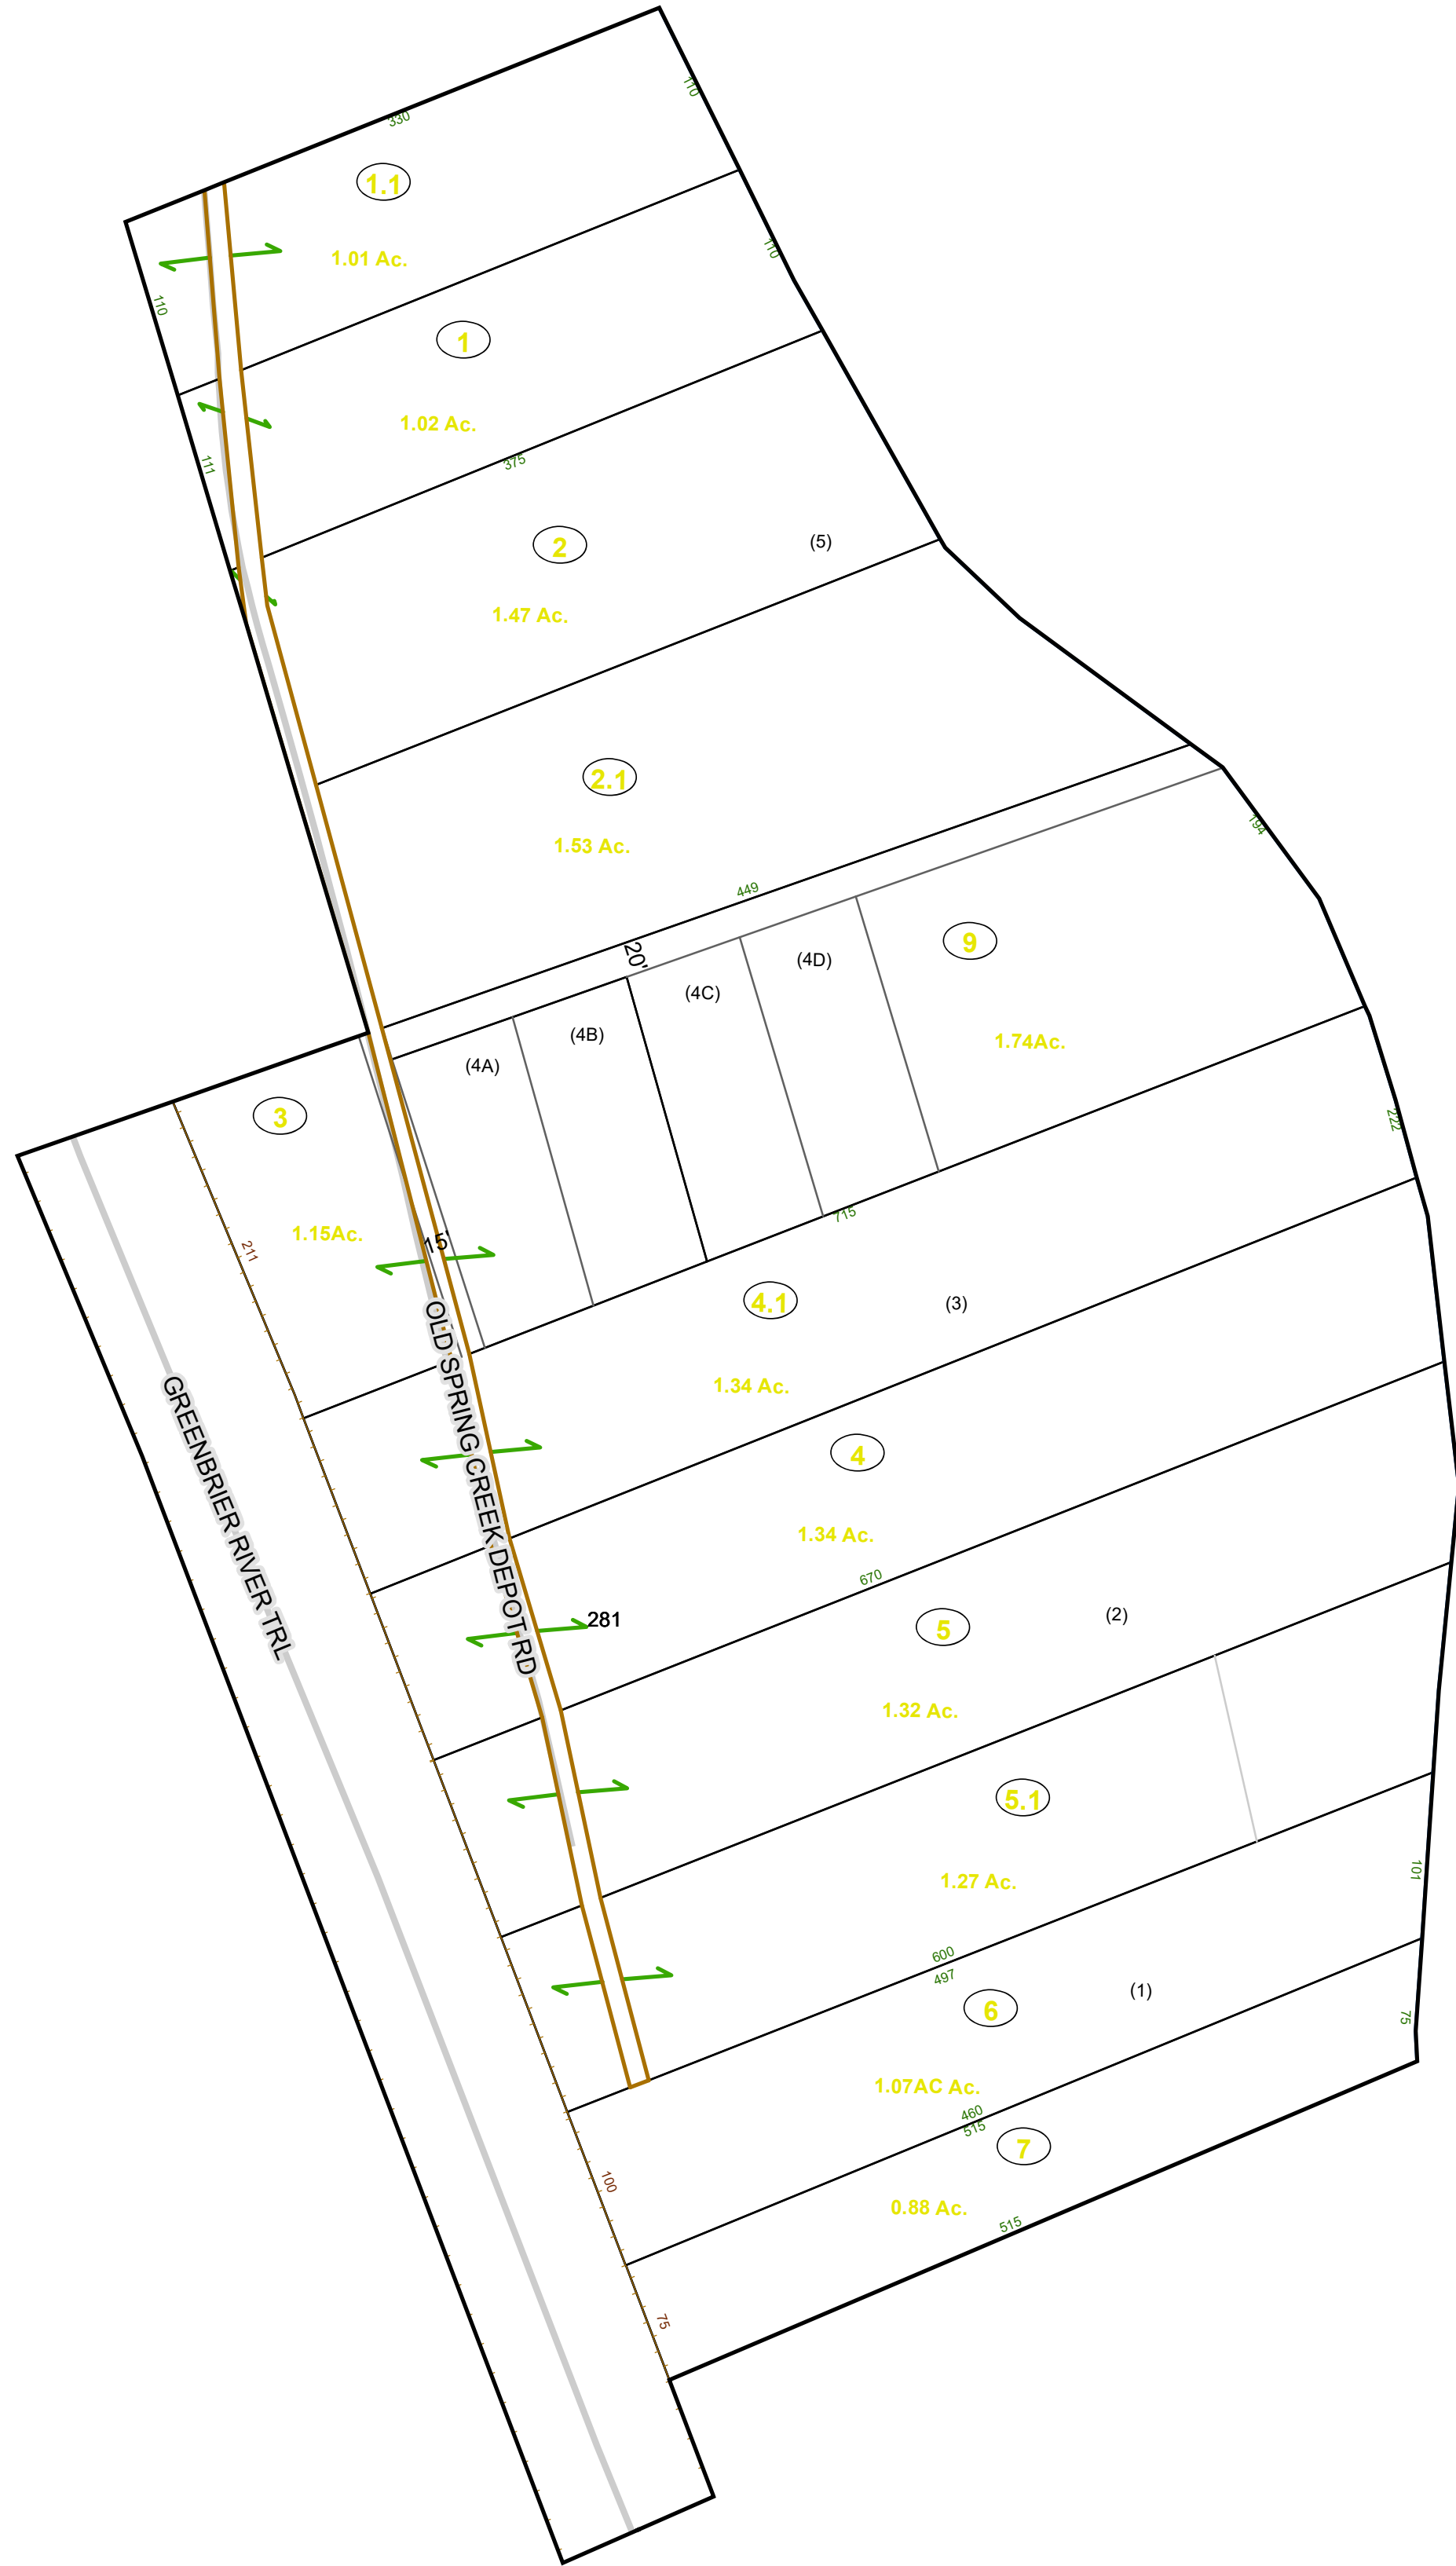 110
330
1.1
110
1.01 Ac.
110
1
1.02 Ac.
375
111
(5)
2
1.47 Ac.
2.1
194
1.53 Ac.
449
20'
9
(4D)
(4C)
(4B)
1.74Ac.
(4A)
3
222
715
1.15Ac.
15'
211
4.1
(3)
1.34 Ac.
4
OLD SPRING CREEK DEPOT RD
GREENBRIER RIVER TRL
1.34 Ac.
670
281
5
(2)
1.32 Ac.
5.1
101
1.27 Ac.
600
497
6
(1)
75
1.07AC Ac.
460
515
7
100
0.88 Ac.
515
75